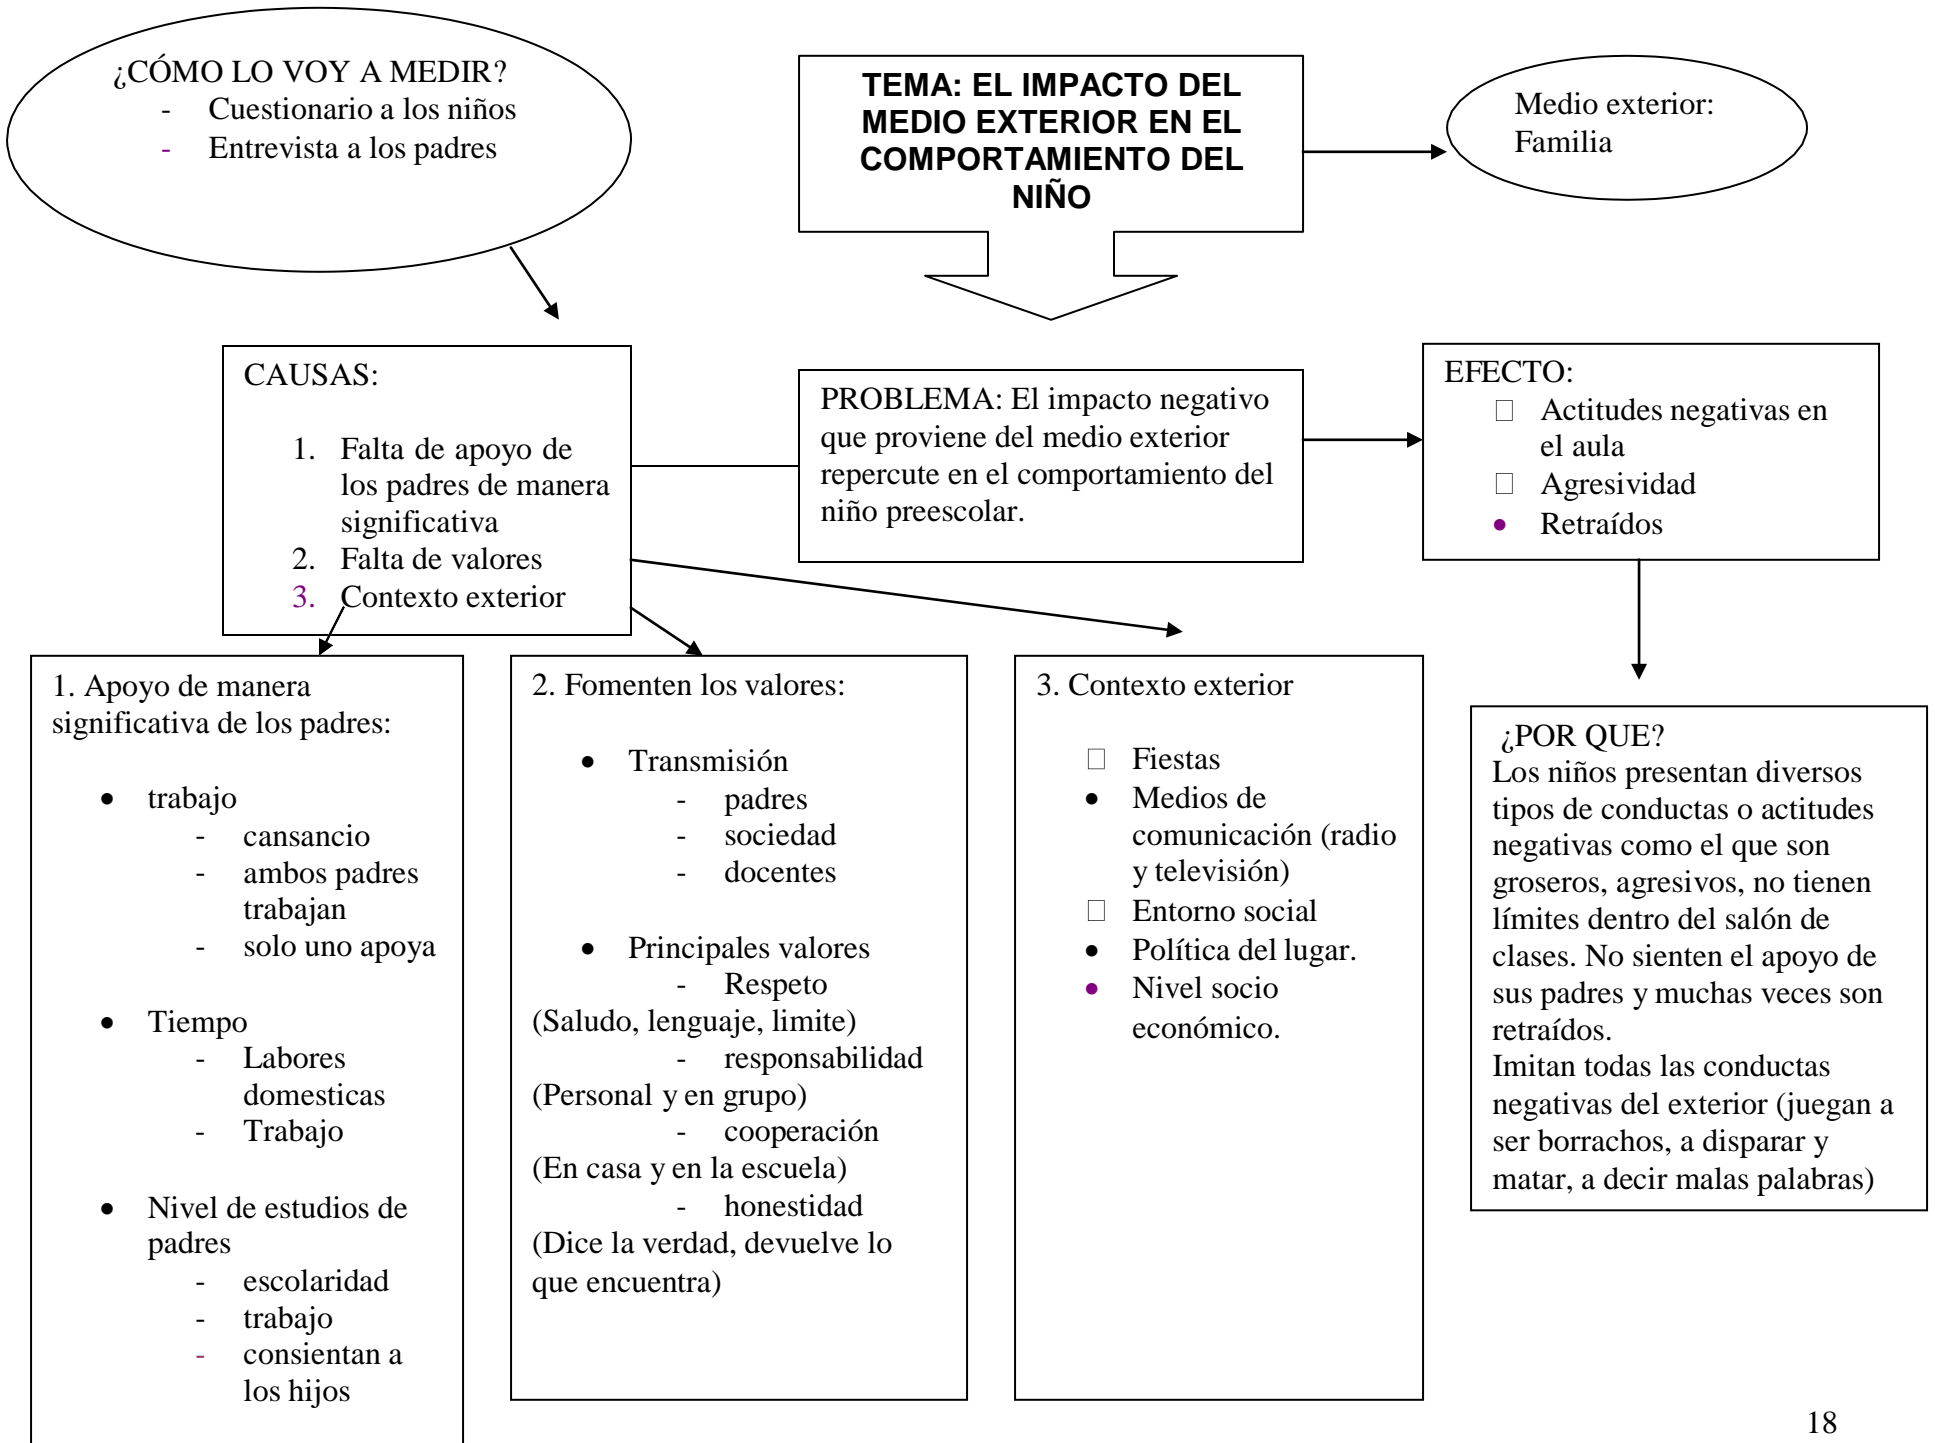 ¿CÓMO LO VOY A MEDIR?
- Cuestionario a los niños
- Entrevista a los padres
TEMA: EL IMPACTO DEL
MEDIO EXTERIOR EN EL
COMPORTAMIENTO DEL
NIÑO
Medio exterior:
Familia
CAUSAS:
1. Falta de apoyo de
los padres de manera
significativa
2. Falta de valores
3. Contexto exterior
PROBLEMA: El impacto negativo
que proviene del medio exterior
repercute en el comportamiento del
niño preescolar.
EFECTO:
□ Actitudes negativas en
el aula
□ Agresividad
• Retraídos
1. Apoyo de manera
significativa de los padres:
• trabajo
- cansancio
- ambos padres
trabajan
- solo uno apoya
• Tiempo
- Labores
domesticas
- Trabajo
• Nivel de estudios de
padres
- escolaridad
- trabajo
- consientan a
los hijos
2. Fomenten los valores:
• Transmisión
- padres
- sociedad
- docentes
• Principales valores
- Respeto
(Saludo, lenguaje, limite)
- responsabilidad
(Personal y en grupo)
- cooperación
(En casa y en la escuela)
- honestidad
(Dice la verdad, devuelve lo
que encuentra)
3. Contexto exterior
□ Fiestas
• Medios de
comunicación (radio
y televisión)
□ Entorno social
• Política del lugar.
• Nivel socio
económico.
¿POR QUE?
Los niños presentan diversos
tipos de conductas o actitudes
negativas como el que son
groseros, agresivos, no tienen
límites dentro del salón de
clases. No sienten el apoyo de
sus padres y muchas veces son
retraídos.
Imitan todas las conductas
negativas del exterior (juegan a
ser borrachos, a disparar y
matar, a decir malas palabras)
18